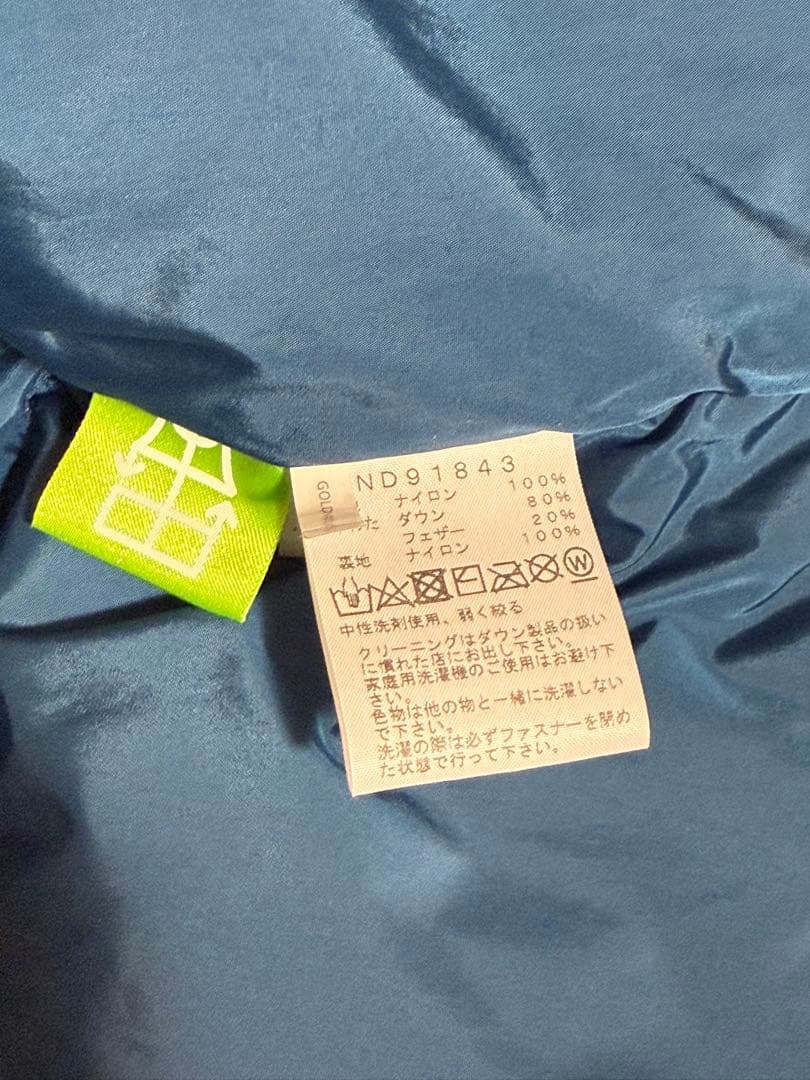 ND91843
GOLD
ナイロン 100%
わた ダウン 80%
フェザー 20%
裏地 ナイロン 100%
W
中性洗剤使用、弱く絞る
クリーニングはダウン製品の扱い
に慣れた店にお出し下さい。
家庭用洗濯機のご使用はお避け下
さい。
色物は他の物と一緒に洗濯しない
で下さい。
洗濯の際は必ずファスナーを閉め
た状態で行って下さい。